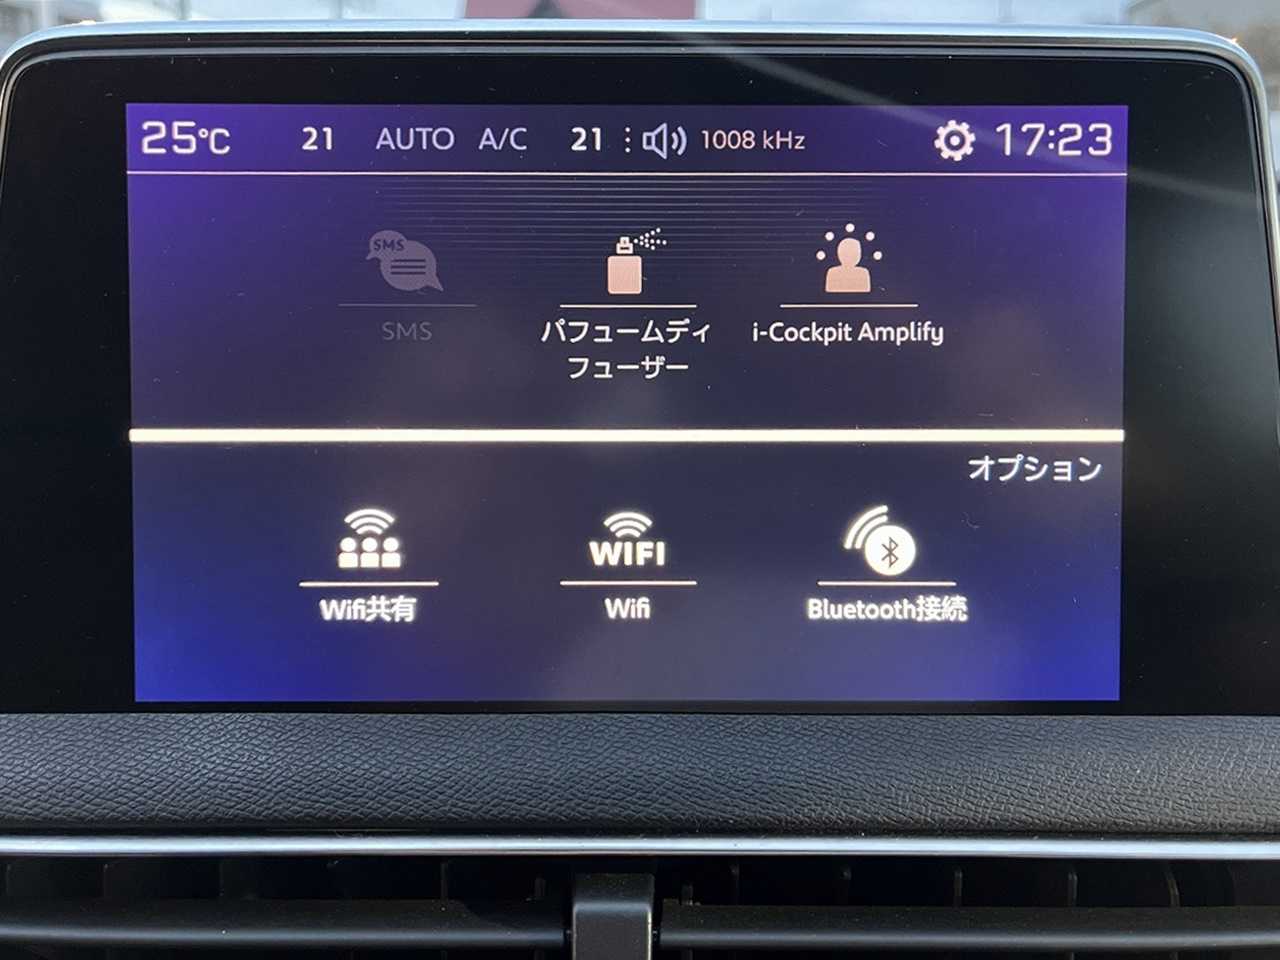 25°C 21 AUTO A/C 21 1008 kHz 17:23
SMS
SMS
パフュームディ
フューザー
i-Cockpit Amplify
オプション
WIFI
Wifi共有
Wifi
Bluetooth接続